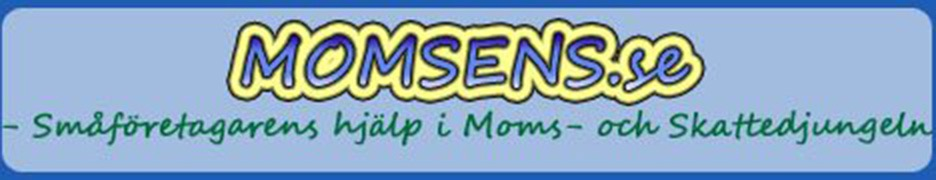 MOMSENS.se
- Småföretagarens hjälp i Moms- och Skattedjungeln